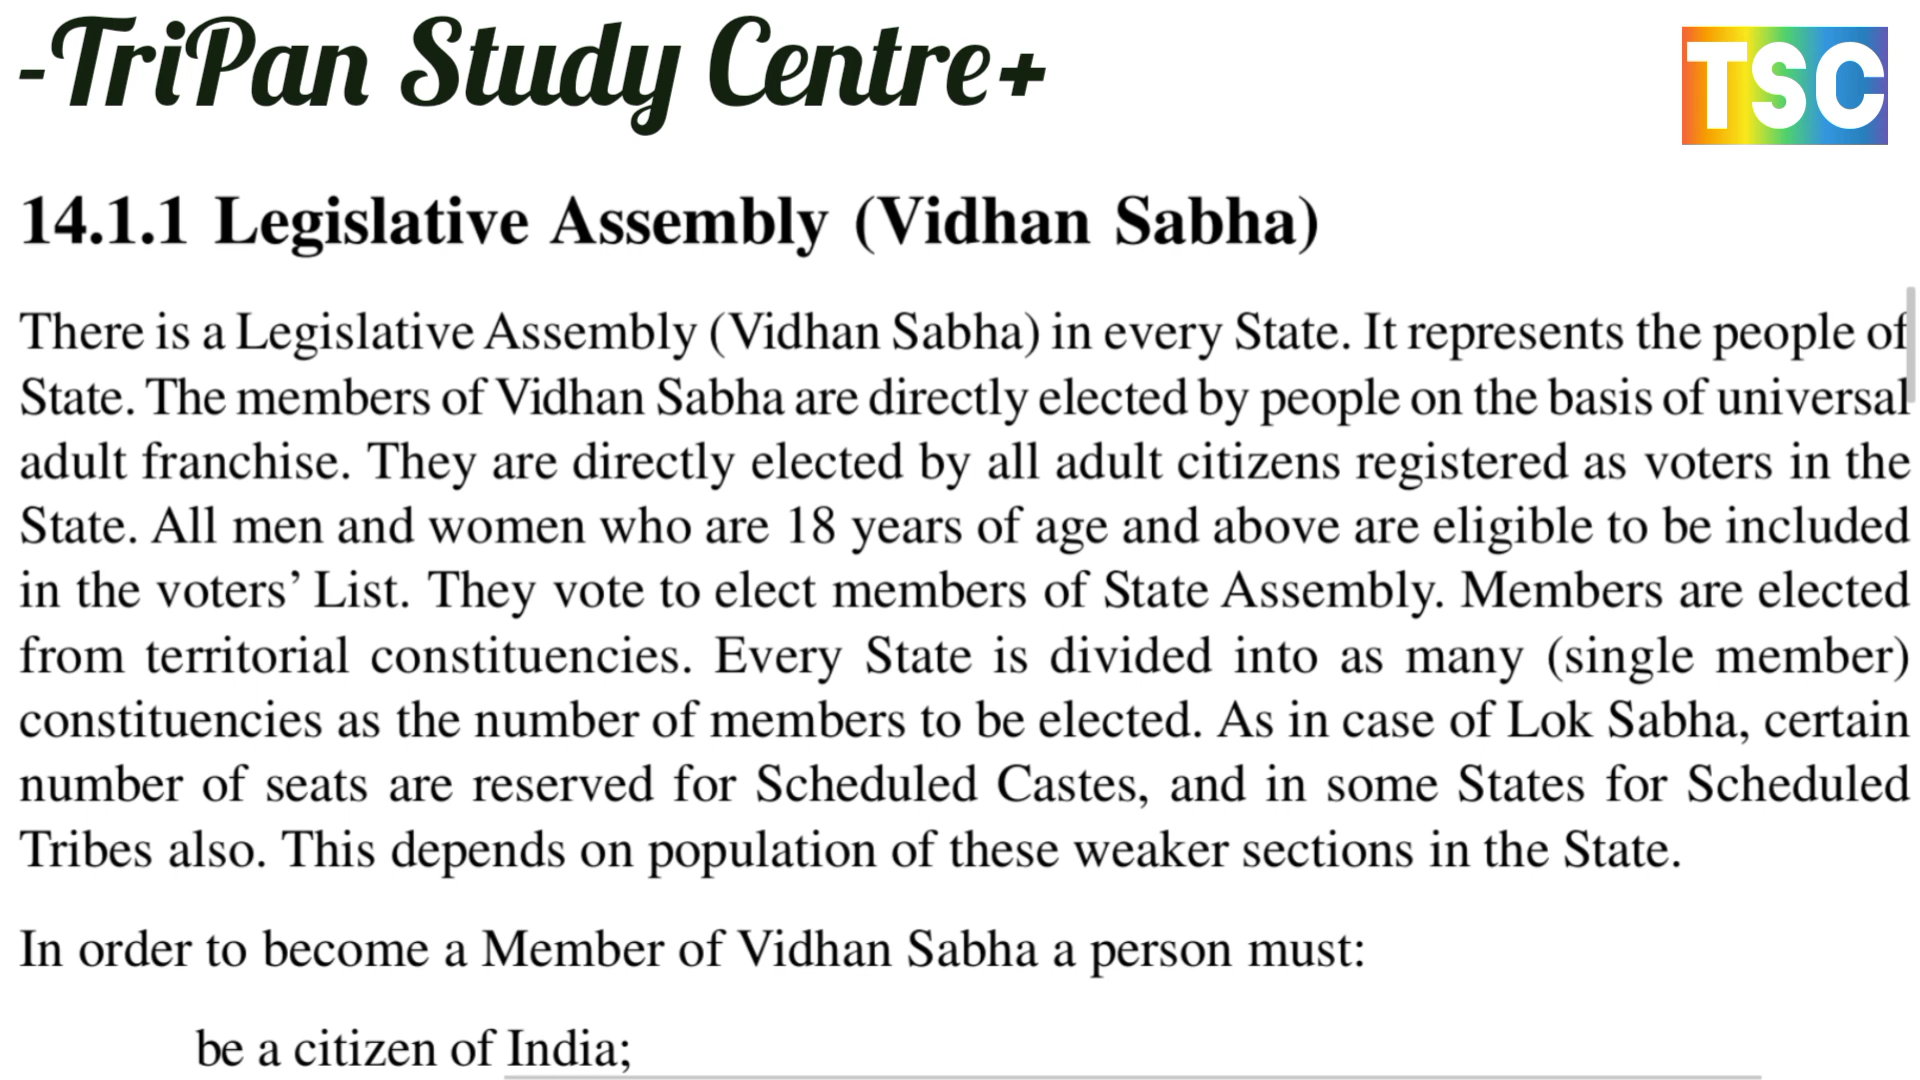 -TriPan Study Centre+
TSC
14.1.1 Legislative Assembly (Vidhan Sabha)
There is a Legislative Assembly (Vidhan Sabha) in every State. It represents the people of
State. The members of Vidhan Sabha are directly elected by people on the basis of universal
adult franchise. They are directly elected by all adult citizens registered as voters in the
State. All men and women who are 18 years of age and above are eligible to be included
in the voters’ List. They vote to elect members of State Assembly. Members are elected
from territorial constituencies. Every State is divided into as many (single member)
constituencies as the number of members to be elected. As in case of Lok Sabha, certain
number of seats are reserved for Scheduled Castes, and in some States for Scheduled
Tribes also. This depends on population of these weaker sections in the State.
In order to become a Member of Vidhan Sabha a person must:
be a citizen of India;